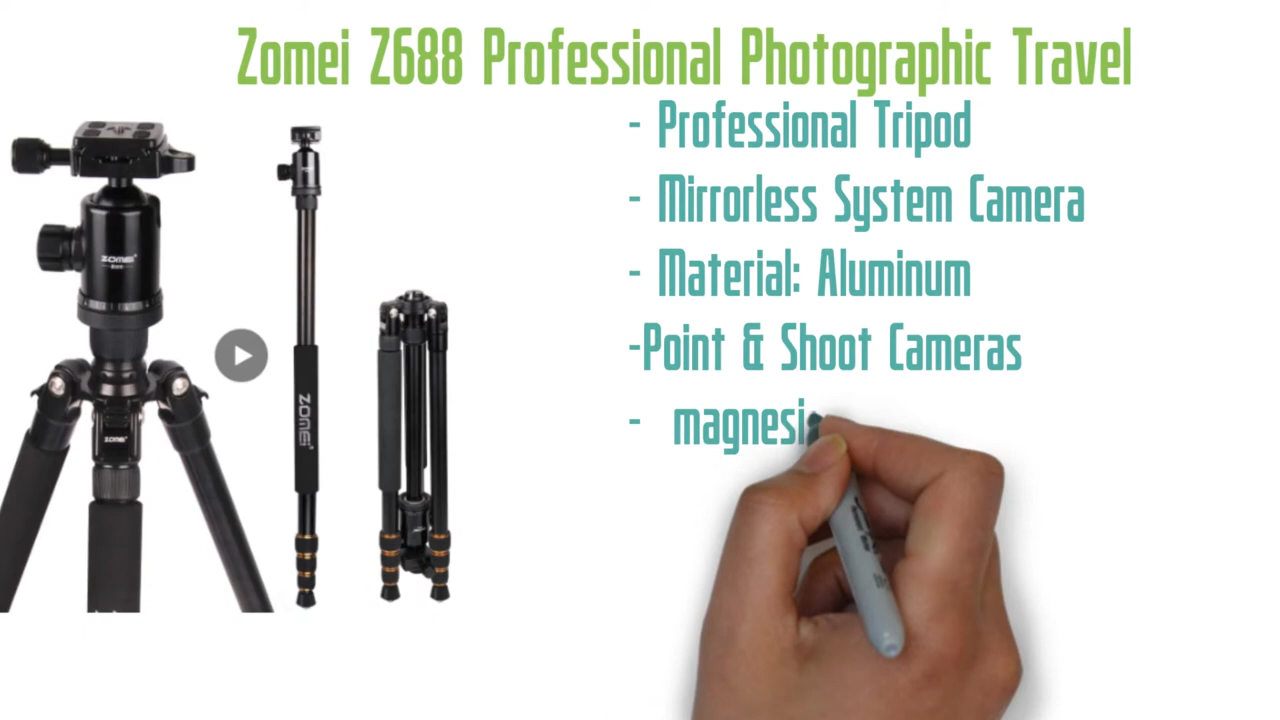 Zomei Z688 Professional Photographic Travel
- Professional Tripod
- Mirrorless System Camera
- Material: Aluminum
-Point & Shoot Cameras
- magnesi
ZOMEI
ZOMEI
ZOMEI